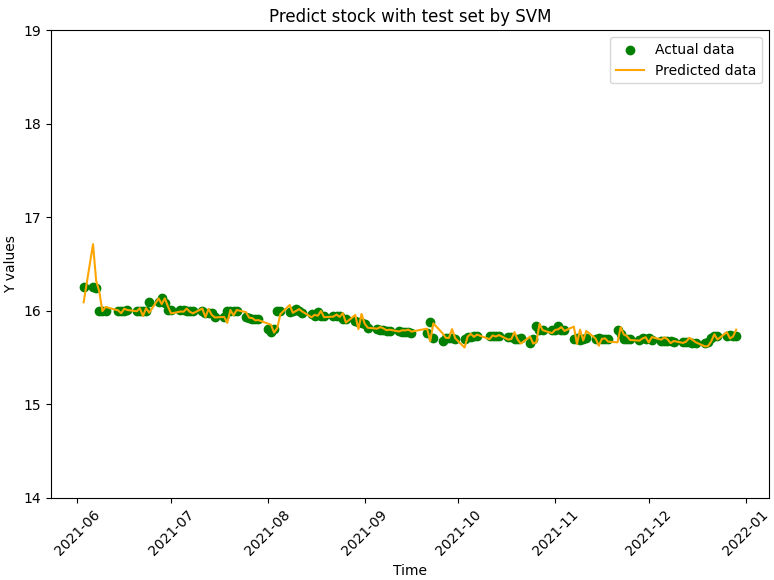 Predict stock with test set by SVM
Actual data
Predicted data
Y values
19
18
17
16
15
14
2021-06
2021-07
2021-08
2021-09
2021-10
2021-11
2021-12
2022-01
Time